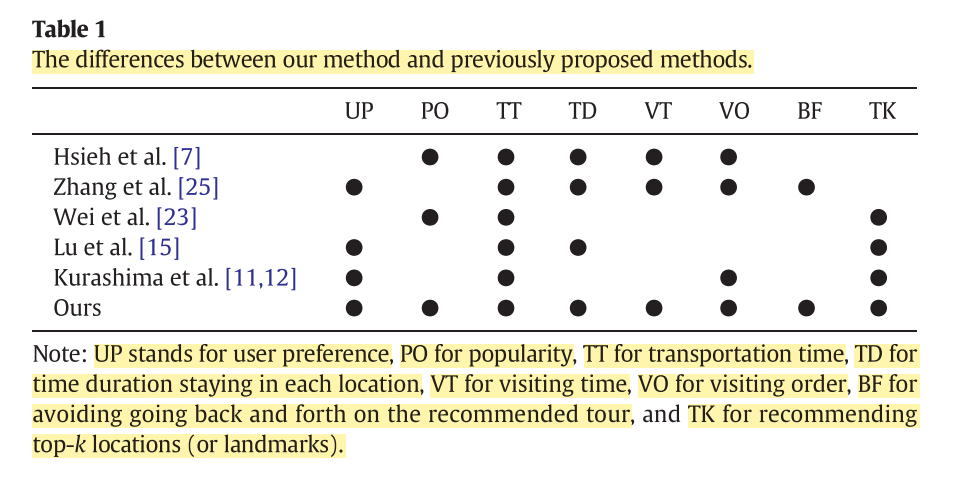 Table 1
The differences between our method and previously proposed methods.
UP PO TT TD VT VO BF TK
Hsieh et al. [7] ● ● ● ● ●
Zhang et al. [25] ● ● ● ● ● ●
Wei et al. [23] ● ● ●
Lu et al. [15] ● ● ● ●
Kurashima et al. [11,12] ● ● ● ●
Ours ● ● ● ● ● ● ● ●
Note: UP stands for user preference, PO for popularity, TT for transportation time, TD for
time duration staying in each location, VT for visiting time, VO for visiting order, BF for
avoiding going back and forth on the recommended tour, and TK for recommending
top-k locations (or landmarks).